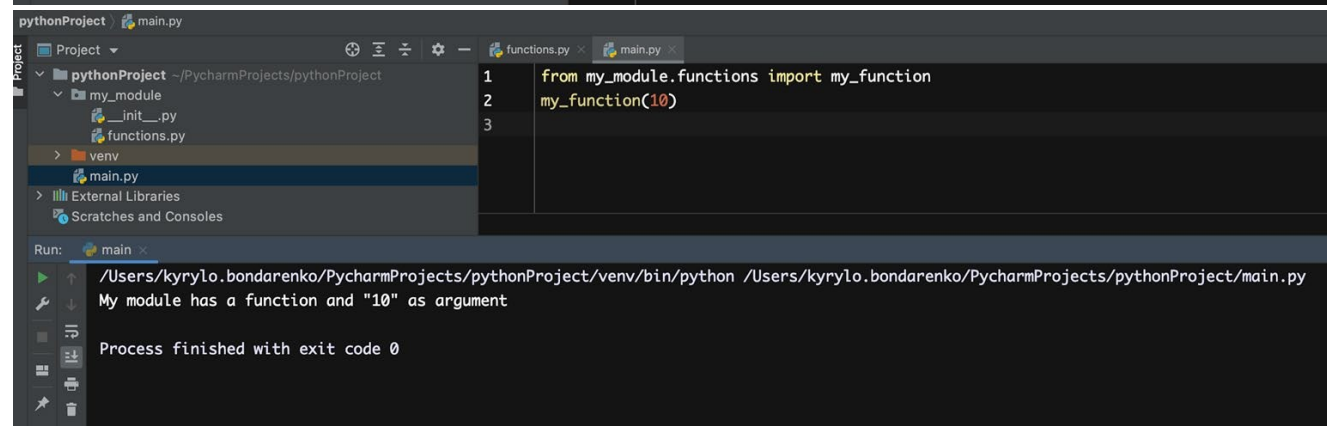 pythonProject main.py
Project
Project
functions.py main.py
pythonProject ~/PycharmProjects/pythonProject
my_module
__init__.py
functions.py
venv
main.py
External Libraries
Scratches and Consoles
1 from my_module.functions import my_function
2 my_function(10)
3
Run: main
/Users/kyrylo.bondarenko/PycharmProjects/pythonProject/venv/bin/python /Users/kyrylo.bondarenko/PycharmProjects/pythonProject/main.py
My module has a function and "10" as argument
Process finished with exit code 0